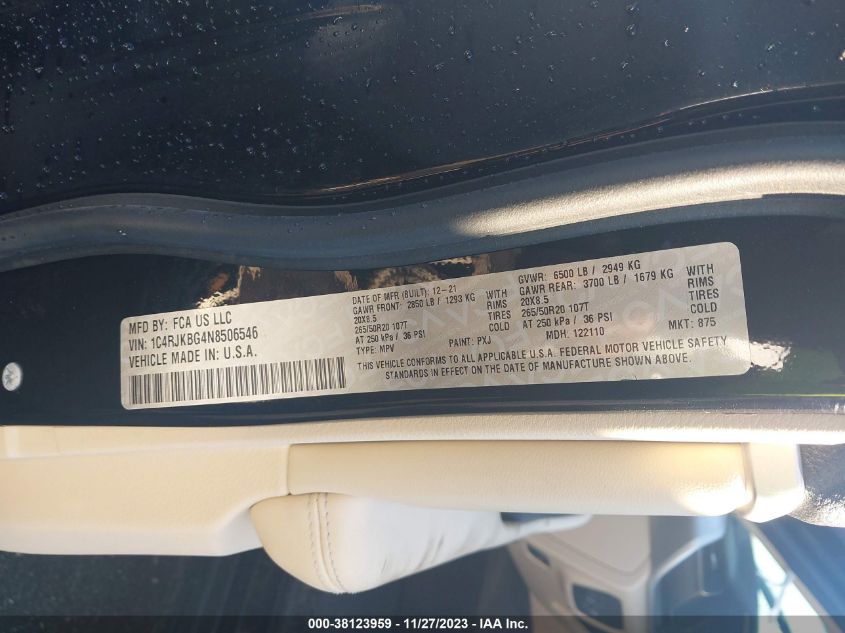 MFD BY: FCA US LLC
VIN: 1C4RJKBG4N8506546
VEHICLE MADE IN U.S.A.
DATE OF MFR (BUILT): 12-21
GAWR FRONT: 2850 LB / 1293 KG WITH
20X8.5 RIMS
265/50R20 107T TIRES
AT 250 kPa / 36 PSI COLD
TYPE: MPV PAINT: PXJ
GVWR: 6500 LB / 2949 KG
GAWR REAR: 3700 LB / 1679 KG WITH
20X8.5 RIMS
265/50R20 107T TIRES
AT 250 kPa / 36 PSI COLD
MDH: 122110 MKT: 875
THIS VEHICLE CONFORMS TO ALL APPLICABLE U.S.A. FEDERAL MOTOR VEHICLE SAFETY
STANDARDS IN EFFECT ON THE DATE OF MANUFACTURE SHOWN ABOVE.
000-38123959 - 11/27/2023 - IAA Inc.